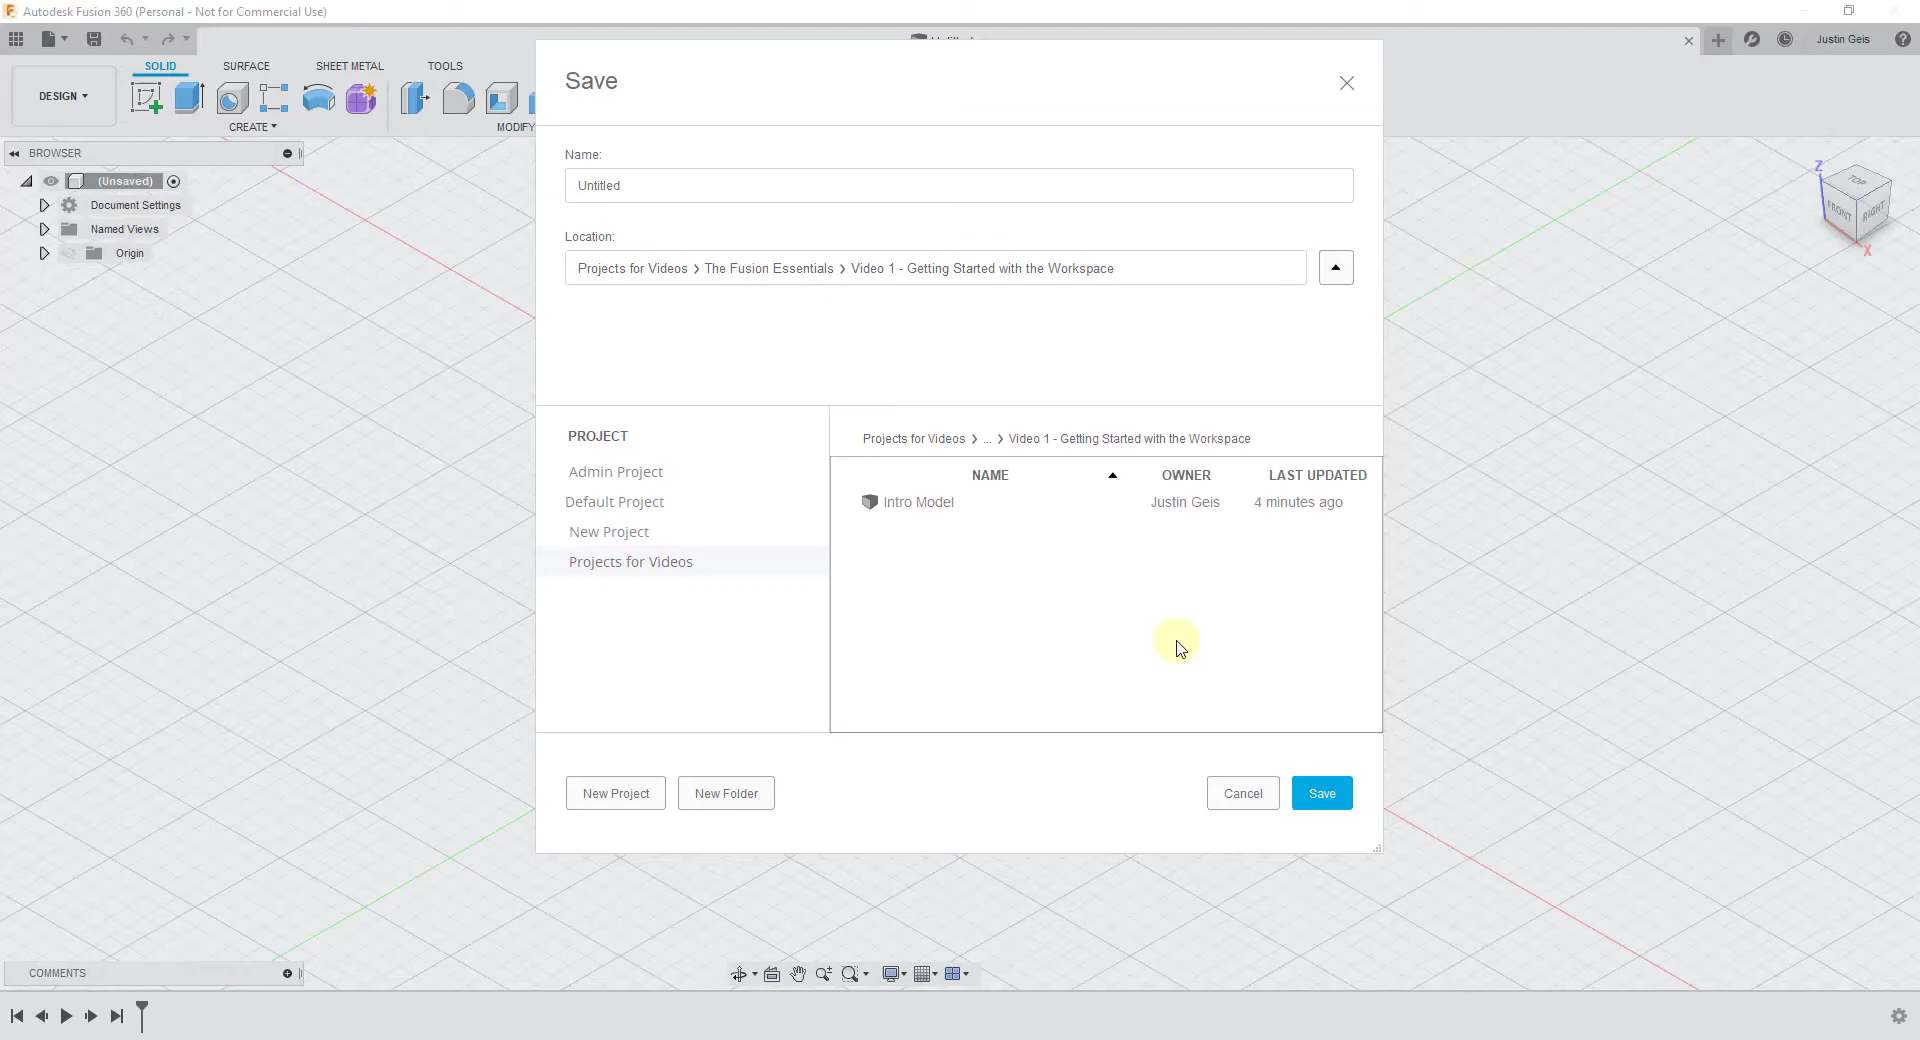 Autodesk Fusion 360 (Personal - Not for Commercial Use)
Justin Geis
DESIGN
SOLID
SURFACE
SHEET METAL
TOOLS
CREATE
MODIFY
BROWSER
(Unsaved)
Document Settings
Named Views
Origin
Save
Name:
Untitled
Location:
Projects for Videos > The Fusion Essentials > Video 1 - Getting Started with the Workspace
PROJECT
Admin Project
Default Project
New Project
Projects for Videos
Projects for Videos > ... > Video 1 - Getting Started with the Workspace
NAME OWNER LAST UPDATED
Intro Model Justin Geis 4 minutes ago
New Project
New Folder
Cancel
Save
TOP
FRONT
RIGHT
Z
X
COMMENTS